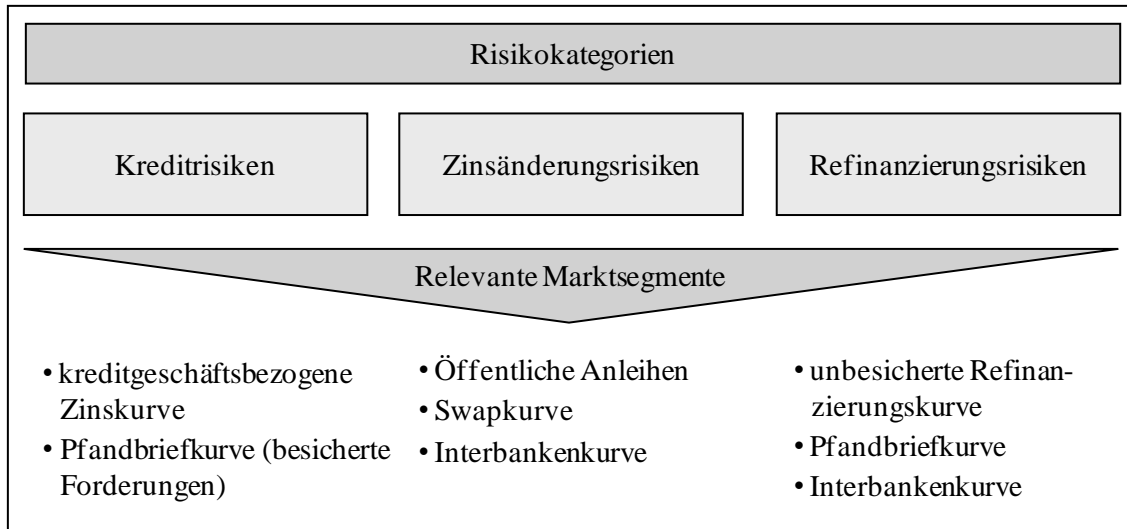 Risikokategorien
Kreditrisiken
Zinsänderungsrisiken
Refinanzierungsrisiken
Relevante Marktsegmente
• kreditgeschäftsbezogene
Zinskurve
• Pfandbriefkurve (besicherte
Forderungen)
• Öffentliche Anleihen
• Swapkurve
• Interbankenkurve
• unbesicherte Refinan-
zierungskurve
• Pfandbriefkurve
• Interbankenkurve